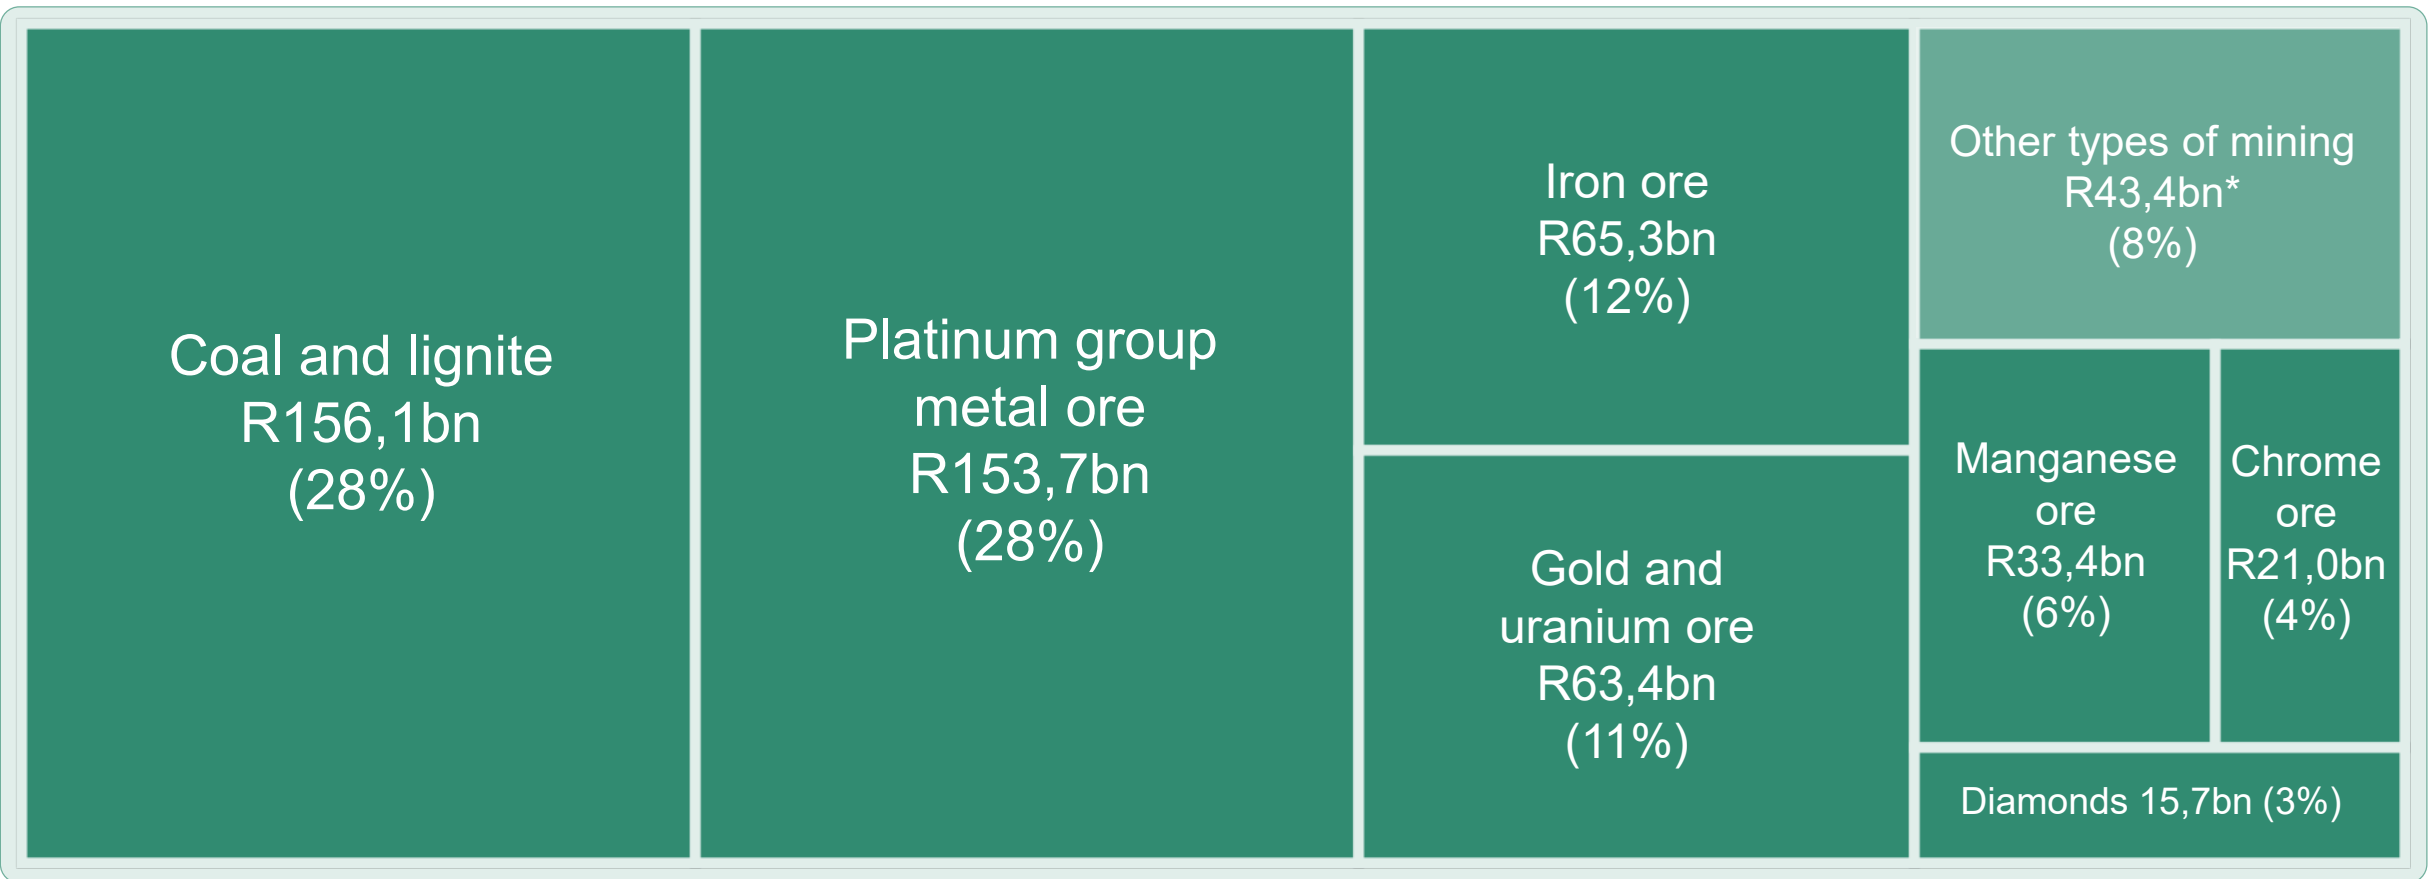 Coal and lignite
R156,1bn
(28%)
Platinum group
metal ore
R153,7bn
(28%)
Iron ore
R65,3bn
(12%)
Gold and
uranium ore
R63,4bn
(11%)
Other types of mining
R43,4bn*
(8%)
Manganese
ore
R33,4bn
(6%)
Chrome
ore
R21,0bn
(4%)
Diamonds 15,7bn (3%)